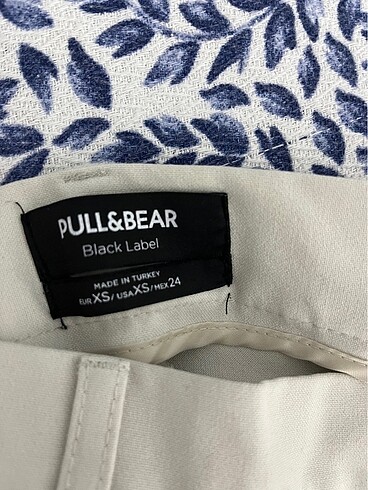 PULL&BEAR
Black Label
MADE IN TURKEY
EUR XS/ USA XS/ MEX 24